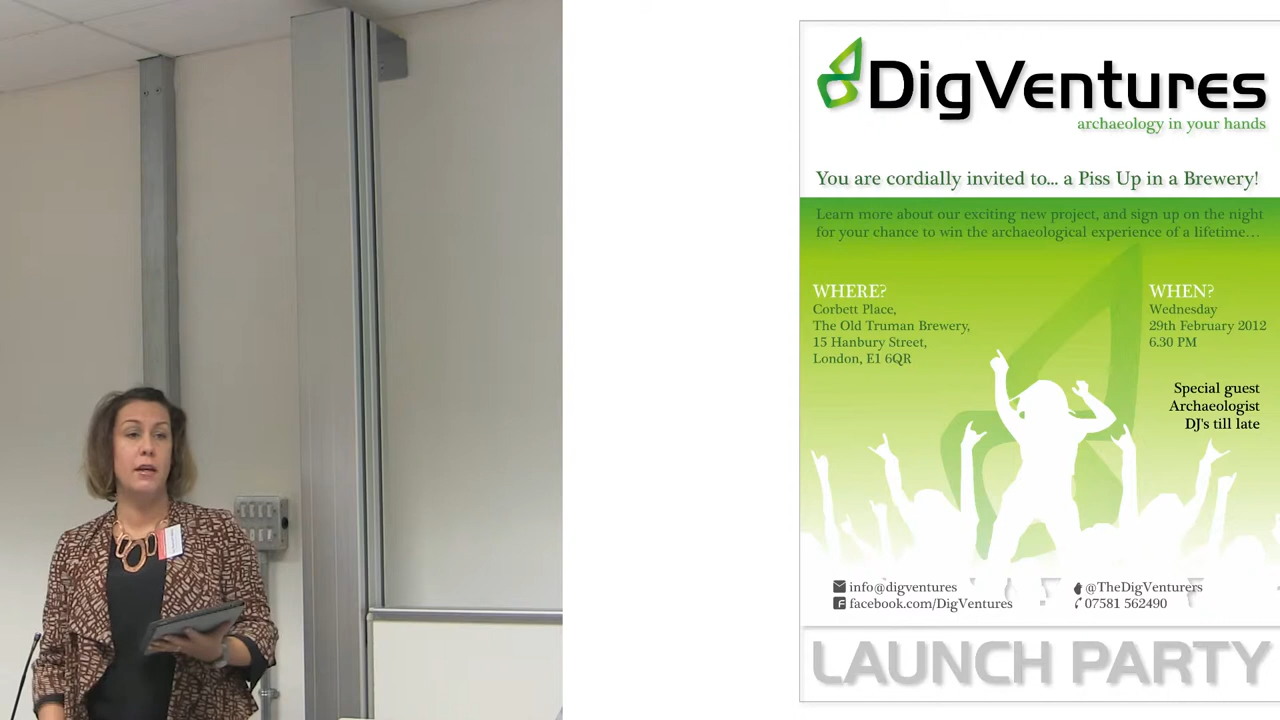 DigVentures
archaeology in your hands
You are cordially invited to... a Piss Up in a Brewery!
Learn more about our exciting new project, and sign up on the night
for your chance to win the archaeological experience of a lifetime...
WHERE?
Corbett Place,
The Old Truman Brewery,
15 Hanbury Street,
London, E1 6QR
WHEN?
Wednesday
29th February 2012
6.30 PM
Special guest
Archaeologist
DJ's till late
info@digventures
facebook.com/DigVentures
@TheDigVenturers
07581 562490
LAUNCH PARTY